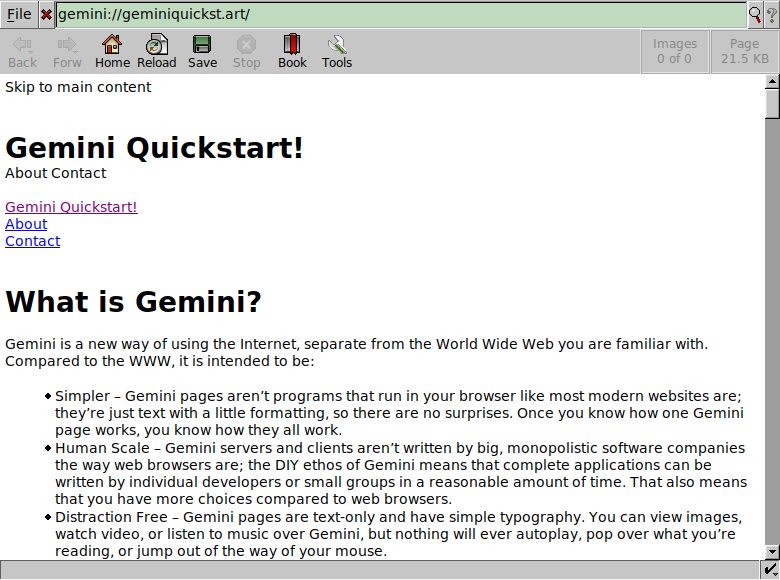 File gemini://geminiquickst.art/ ?
Back Forw Home Reload Save Stop Book Tools Images 0 of 0 Page 21.5 KB
Skip to main content
Gemini Quickstart!
About Contact
Gemini Quickstart!
About
Contact
What is Gemini?
Gemini is a new way of using the Internet, separate from the World Wide Web you are familiar with.
Compared to the WWW, it is intended to be:
Simpler – Gemini pages aren’t programs that run in your browser like most modern websites are;
they’re just text with a little formatting, so there are no surprises. Once you know how one Gemini
page works, you know how they all work.
Human Scale – Gemini servers and clients aren’t written by big, monopolistic software companies
the way web browsers are; the DIY ethos of Gemini means that complete applications can be
written by individual developers or small groups in a reasonable amount of time. That also means
that you have more choices compared to web browsers.
Distraction Free – Gemini pages are text-only and have simple typography. You can view images,
watch video, or listen to music over Gemini, but nothing will ever autoplay, pop over what you’re
reading, or jump out of the way of your mouse.